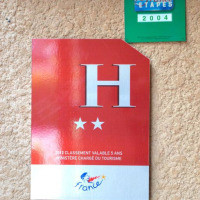 ETAPES
2004
H
CLASSEMENT VALABLE 5 ANS
MINISTÈRE CHARGÉ DU TOURISME
France